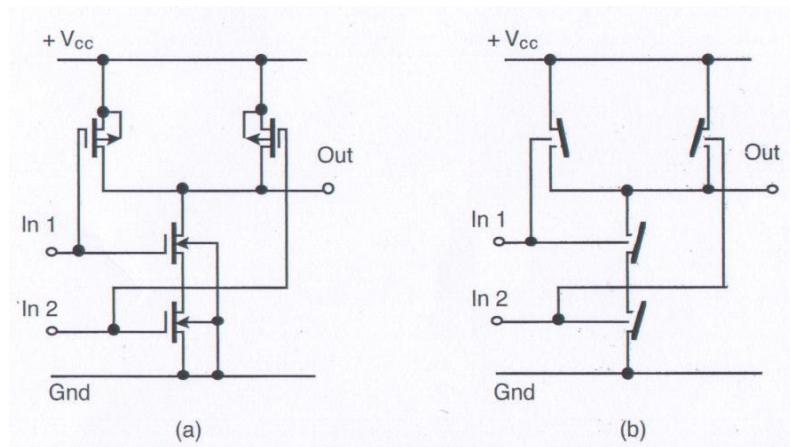 + Vcc
Out
In 1
In 2
Gnd
(a)
+ Vcc
Out
In 1
In 2
Gnd
(b)